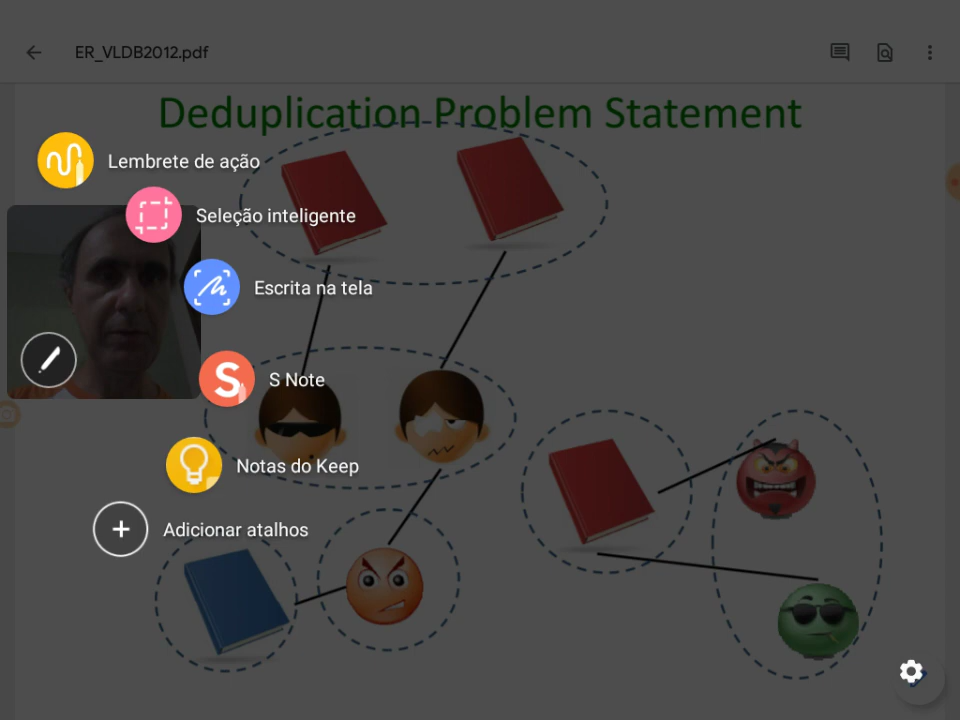 ER_VLDB2012.pdf
Deduplication Problem Statement
Lembrete de ação
Seleção inteligente
Escrita na tela
S
S Note
Notas do Keep
Adicionar atalhos